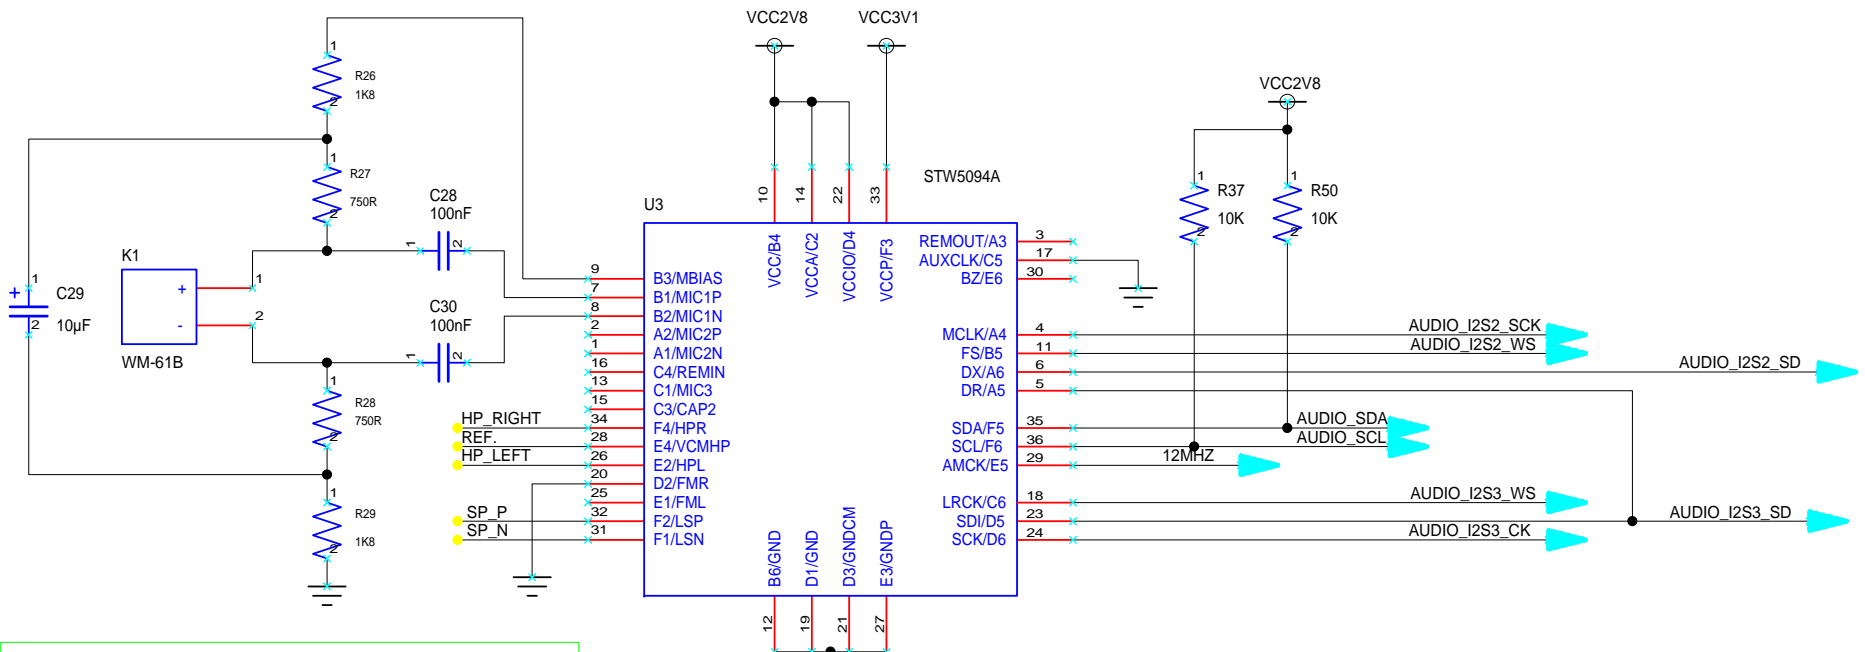 VCC2V8
VCC3V1
1
R26
1K8
2
VCC2V8
1
R27
750R
2
C28
100nF
1
2
10
14
22
33
STW5094A
1
R37
10K
2
1
R50
10K
2
U3
VCC/B4
VCCA/C2
VCCIO/D4
VCCP/F3
K1
+
-
1
2
WM-61B
1
+
C29
2
10µF
C30
100nF
1
2
1
R28
750R
2
1
R29
1K8
2
9
B3/MBIAS
7
B1/MIC1P
8
B2/MIC1N
2
A2/MIC2P
1
A1/MIC2N
16
C4/REMIN
13
C1/MIC3
15
C3/CAP2
HP_RIGHT
34
F4/HPR
REF.
28
E4/VCMHP
HP_LEFT
26
E2/HPL
20
D2/FMR
25
E1/FML
SP_P
32
F2/LSP
SP_N
31
F1/LSN
REMOUT/A3
3
AUXCLK/C5
17
BZ/E6
30
MCLK/A4
4
AUDIO_I2S2_SCK
FS/B5
11
AUDIO_I2S2_WS
DX/A6
6
AUDIO_I2S2_SD
DR/A5
5
SDA/F5
35
AUDIO_SDA
SCL/F6
36
AUDIO_SCL
AMCK/E5
29
12MHZ
LRCK/C6
18
AUDIO_I2S3_WS
SDI/D5
23
AUDIO_I2S3_SD
SCK/D6
24
AUDIO_I2S3_CK
B6/GND
D1/GND
D3/GNDCM
E3/GNDP
12
19
21
27